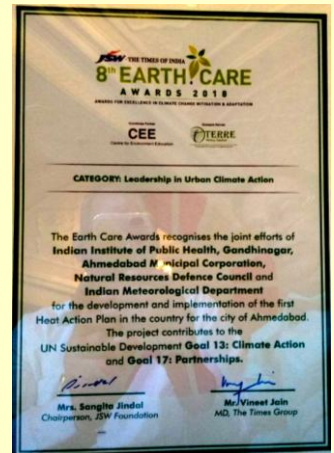 JSW THE TIMES OF INDIA
8th EARTH CARE
AWARDS 2018
AWARDS FOR EXCELLENCE IN CLIMATE CHANGE MITIGATION & ADAPTATION
CEE
Centre for Environment Education
TERRE
CATEGORY: Leadership in Urban Climate Action
The Earth Care Awards recognises the joint efforts of
Indian Institute of Public Health, Gandhinagar,
Ahmedabad Municipal Corporation,
Natural Resources Defence Council and
Indian Meteorological Department
for the development and implementation of the first
Heat Action Plan in the country for the city of Ahmedabad.
The project contributes to the
UN Sustainable Development Goal 13: Climate Action
and Goal 17: Partnerships.
Mrs. Sangita Jindal
Chairperson, JSW Foundation
Mr. Vineet Jain
MD, The Times Group